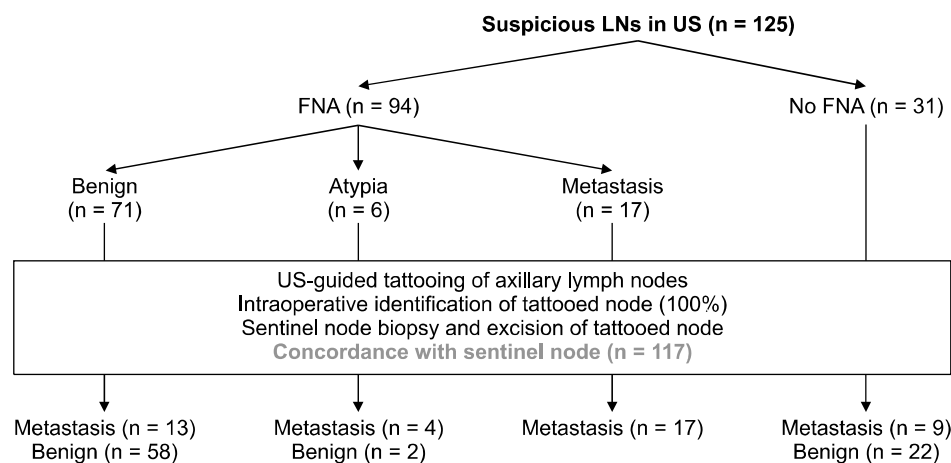 Suspicious LNs in US (n = 125)
FNA (n = 94)
No FNA (n = 31)
Benign
(n = 71)
Atypia
(n = 6)
Metastasis
(n = 17)
US-guided tattooing of axillary lymph nodes
Intraoperative identification of tattooed node (100%)
Sentinel node biopsy and excision of tattooed node
Concordance with sentinel node (n = 117)
Metastasis (n = 13)
Benign (n = 58)
Metastasis (n = 4)
Benign (n = 2)
Metastasis (n = 17)
Metastasis (n = 9)
Benign (n = 22)